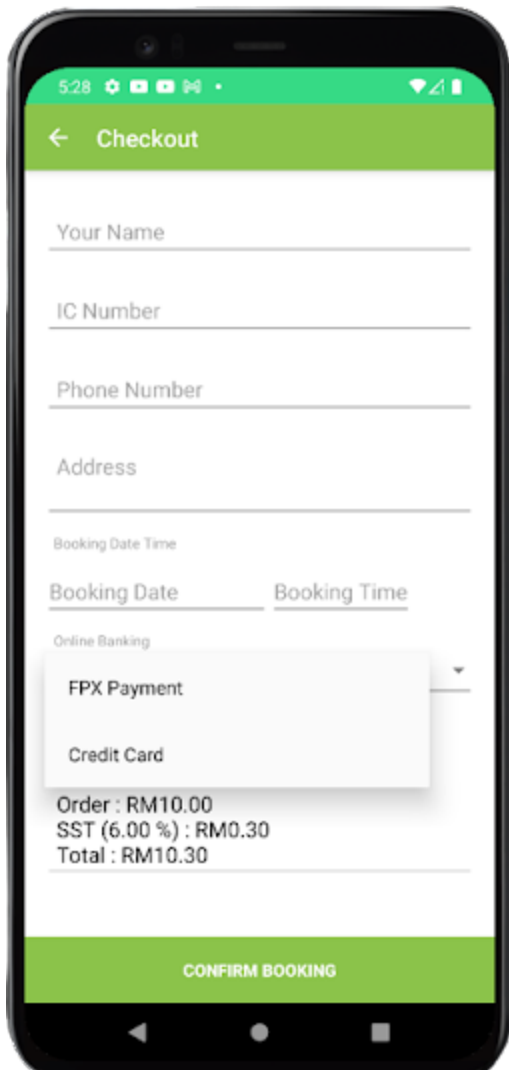 5:28
Checkout
Your Name
IC Number
Phone Number
Address
Booking Date Time
Booking Date Booking Time
Online Banking
FPX Payment
Credit Card
Order : RM10.00
SST (6.00 %) : RM0.30
Total : RM10.30
CONFIRM BOOKING